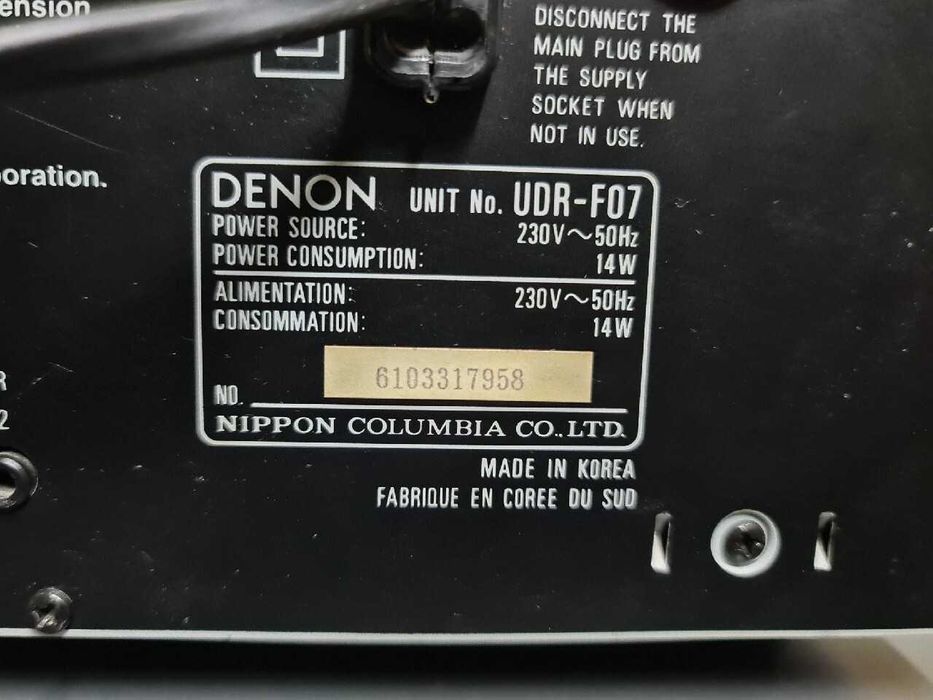 ension
DISCONNECT THE
MAIN PLUG FROM
THE SUPPLY
SOCKET WHEN
NOT IN USE.
oration.
DENON UNIT No. UDR-F07
POWER SOURCE: 230V～50Hz
POWER CONSUMPTION: 14W
ALIMENTATION: 230V～50Hz
CONSOMMATION: 14W
6103317958
NO.
NIPPON COLUMBIA CO.,LTD.
R
2
MADE IN KOREA
FABRIQUE EN COREE DU SUD